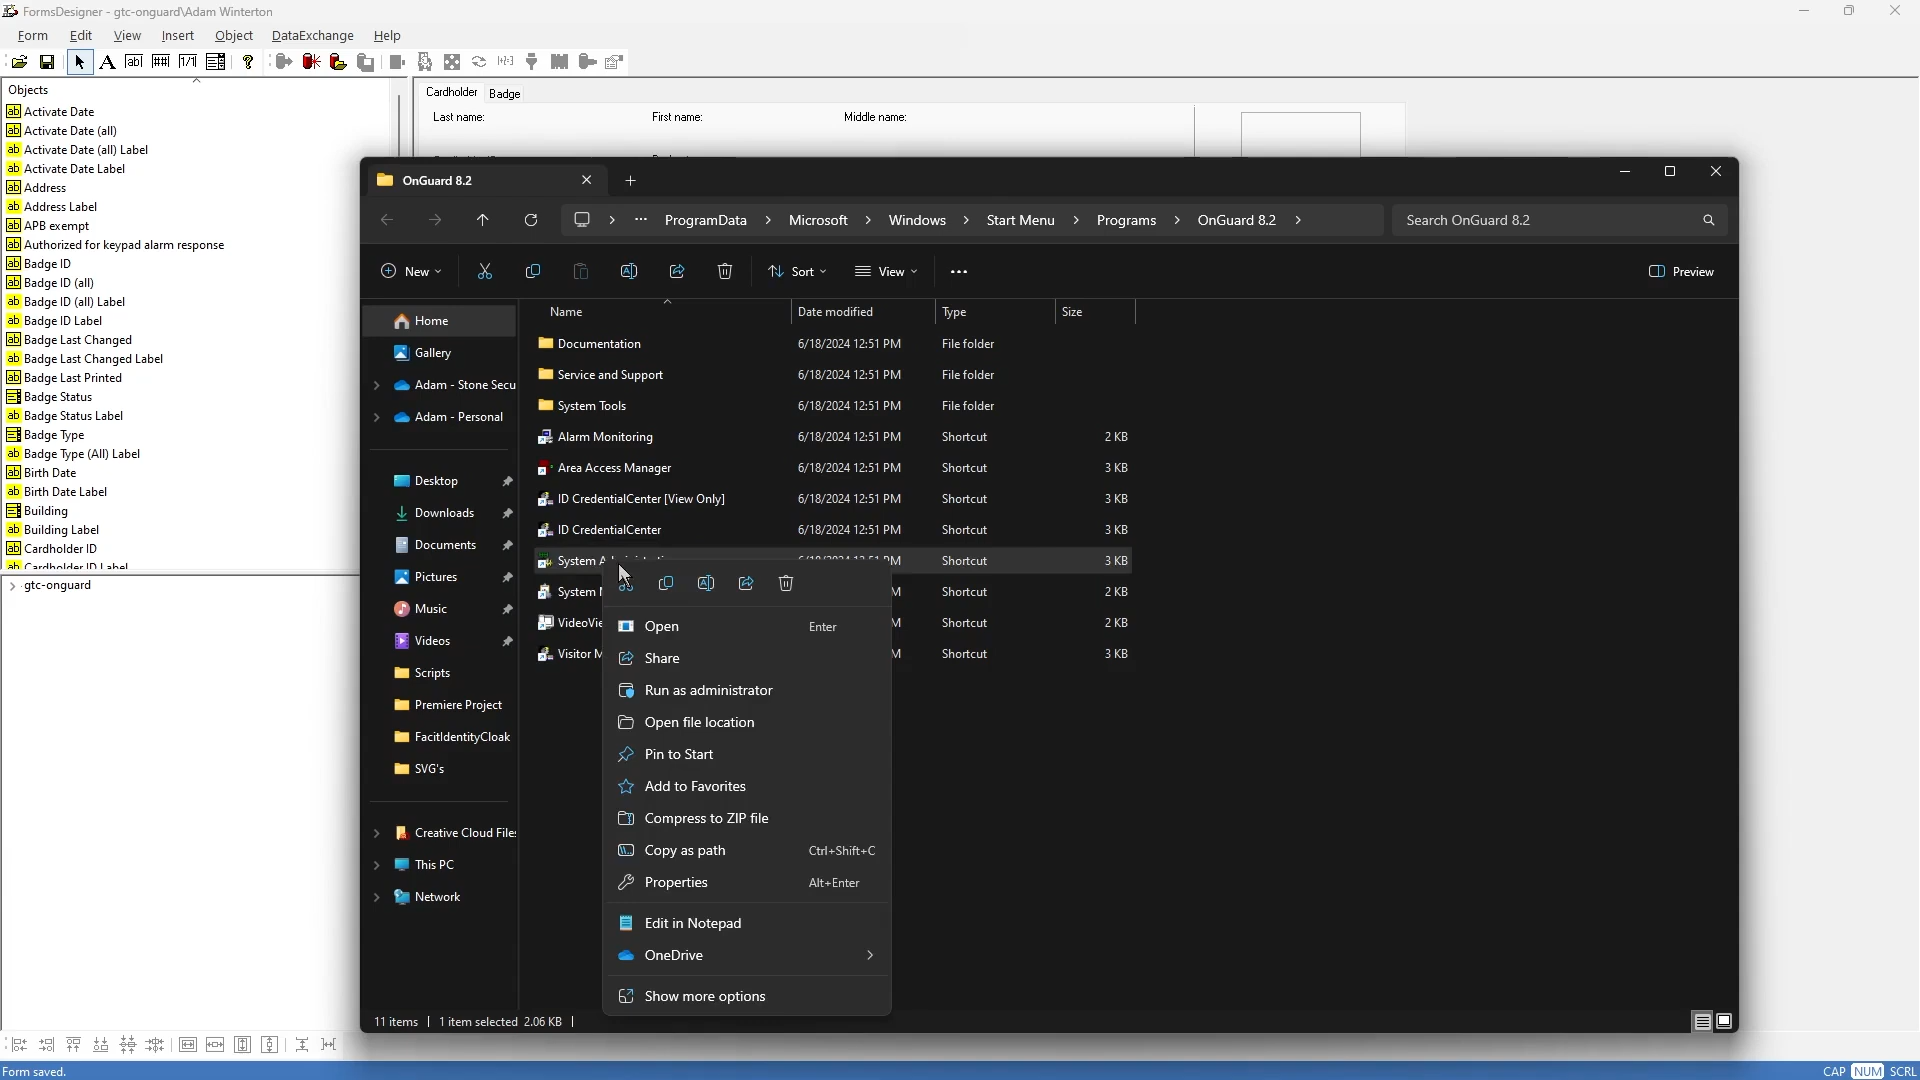 FormsDesigner - gtc-onguard\Adam Winterton
Form Edit View Insert Object DataExchange Help
Objects
Activate Date
Activate Date (all)
Activate Date (all) Label
Activate Date Label
Address
Address Label
APB exempt
Authorized for keypad alarm response
Badge ID
Badge ID (all)
Badge ID (all) Label
Badge ID Label
Badge Last Changed
Badge Last Changed Label
Badge Last Printed
Badge Status
Badge Status Label
Badge Type
Badge Type (All) Label
Birth Date
Birth Date Label
Building
Building Label
Cardholder ID
Cardholder ID Label
gtc-onguard
Cardholder Badge
Last name: First name: Middle name:
OnGuard 8.2
ProgramData Microsoft Windows Start Menu Programs OnGuard 8.2
Search OnGuard 8.2
New Sort View Preview
Home
Gallery
Adam - Stone Secu
Adam - Personal
Desktop
Downloads
Documents
Pictures
Music
Videos
Scripts
Premiere Project
FacitIdentityCloak
SVG's
Creative Cloud Files
This PC
Network
Name Date modified Type Size
Documentation 6/18/2024 12:51 PM File folder
Service and Support 6/18/2024 12:51 PM File folder
System Tools 6/18/2024 12:51 PM File folder
Alarm Monitoring 6/18/2024 12:51 PM Shortcut 2 KB
Area Access Manager 6/18/2024 12:51 PM Shortcut 3 KB
ID CredentialCenter [View Only] 6/18/2024 12:51 PM Shortcut 3 KB
ID CredentialCenter 6/18/2024 12:51 PM Shortcut 3 KB
System A 6/18/2024 12:51 PM Shortcut 3 KB
System M Shortcut 2 KB
VideoVie M Shortcut 2 KB
Visitor M M Shortcut 3 KB
Open Enter
Share
Run as administrator
Open file location
Pin to Start
Add to Favorites
Compress to ZIP file
Copy as path Ctrl+Shift+C
Properties Alt+Enter
Edit in Notepad
OneDrive
Show more options
11 items 1 item selected 2.06 KB
Form saved.
CAP NUM SCRL